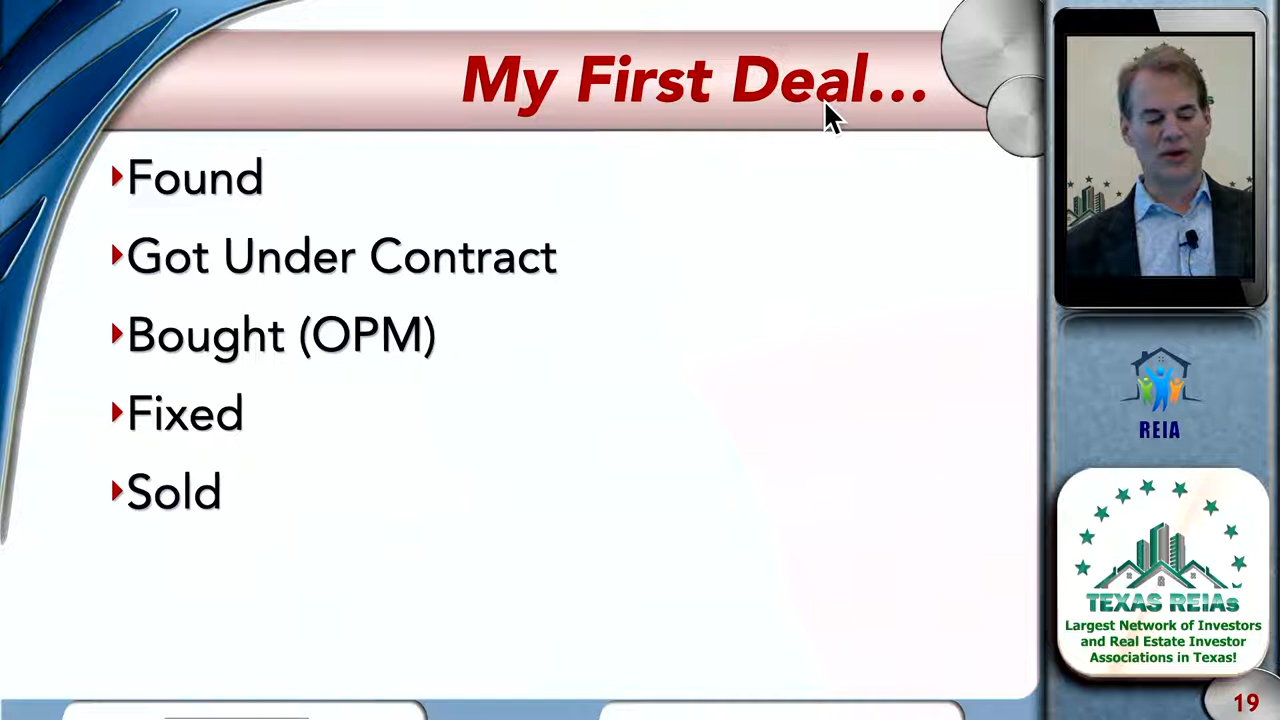 My First Deal...
Found
Got Under Contract
Bought (OPM)
Fixed
Sold
REIA
TEXAS REIAs
Largest Network of Investors
and Real Estate Investor
Associations in Texas!
19